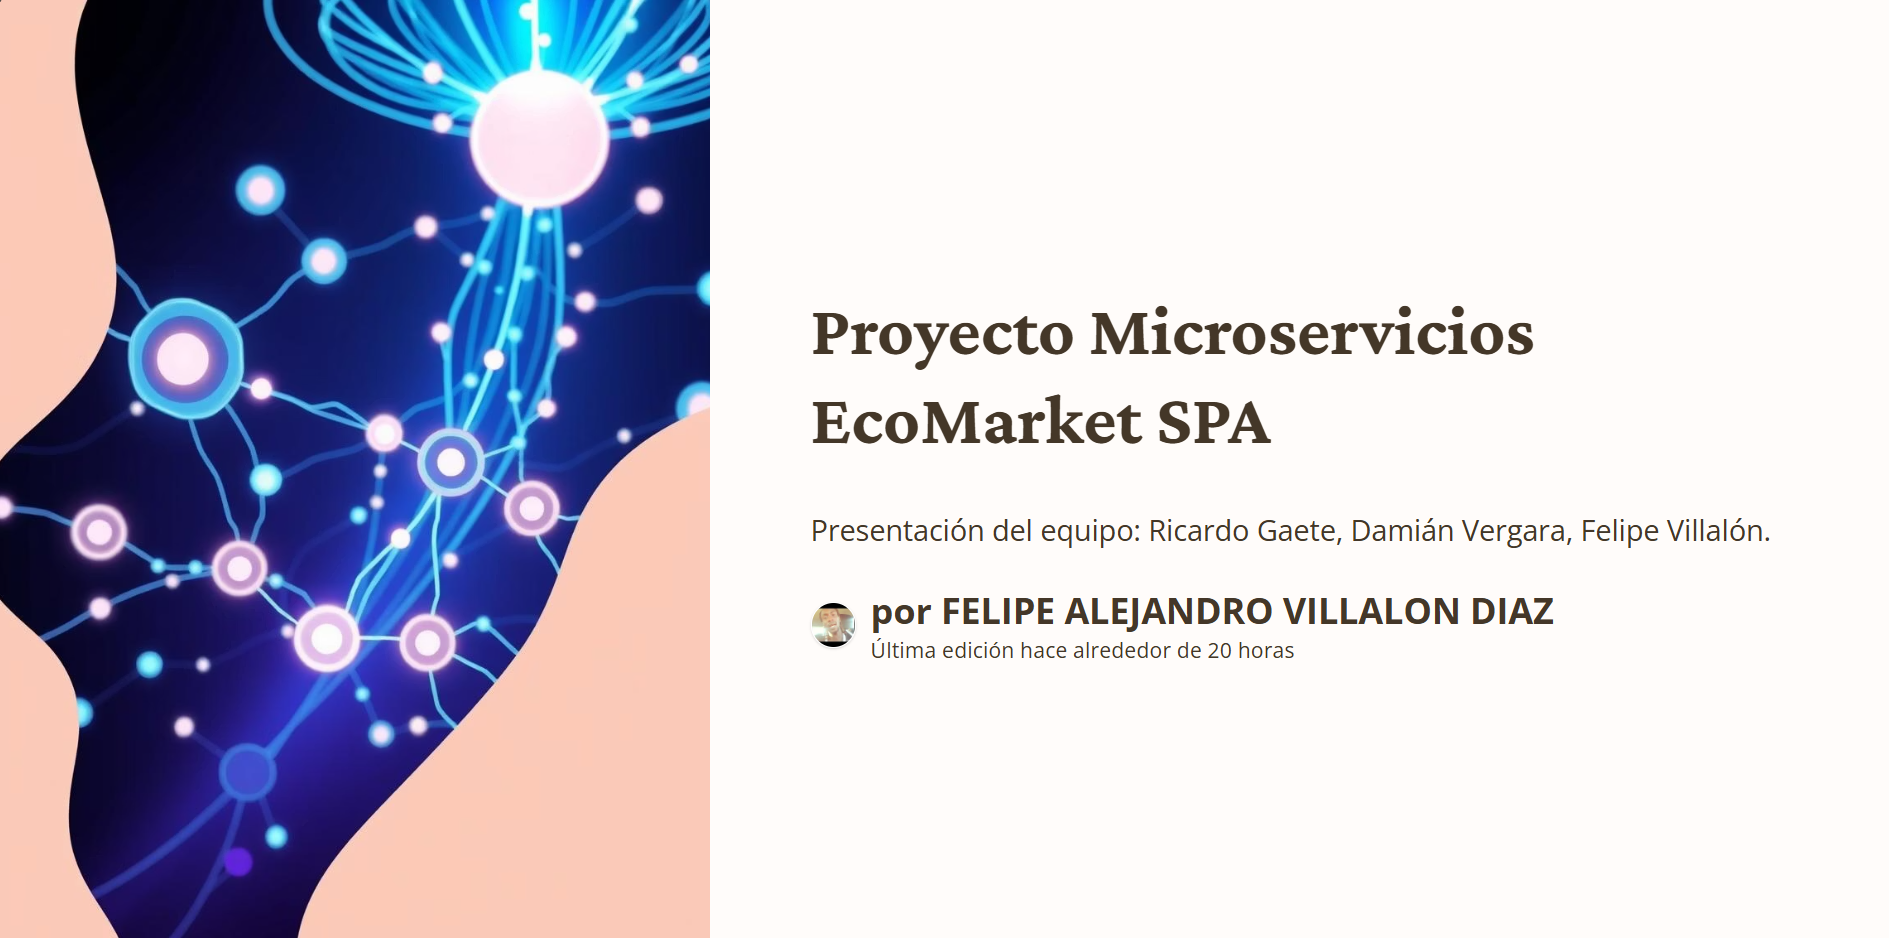 Proyecto Microservicios
EcoMarket SPA
Presentación del equipo: Ricardo Gaete, Damián Vergara, Felipe Villalón.
por FELIPE ALEJANDRO VILLALON DIAZ
Última edición hace alrededor de 20 horas